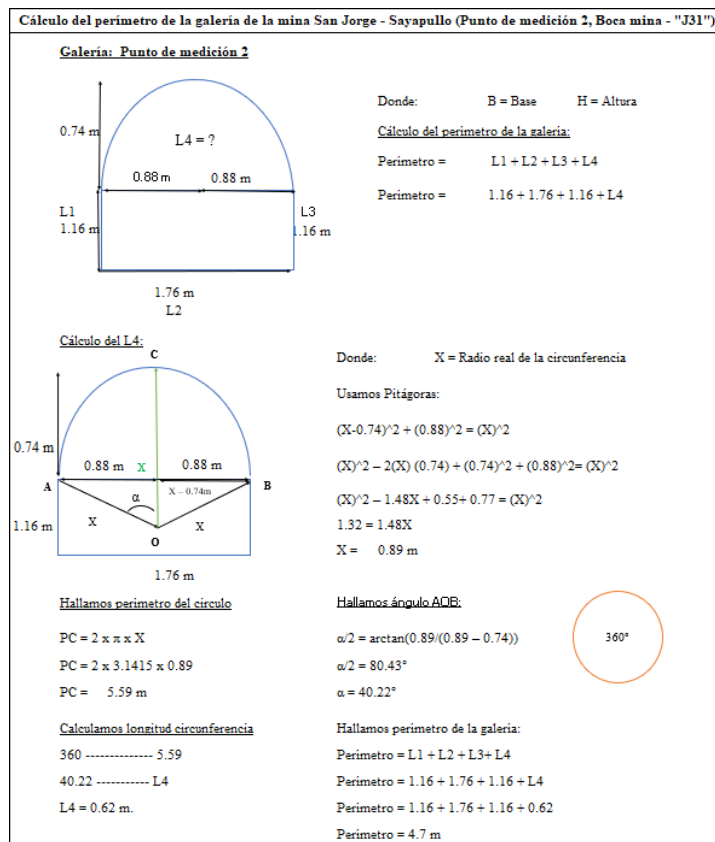 Cálculo del perímetro de la galería de la mina San Jorge - Sayapullo (Punto de medición 2, Boca mina - "J31")
Galería: Punto de medición 2
0.74 m
L4 = ?
0.88 m 0.88 m
L1
1.16 m
L3
1.16 m
1.76 m
L2
Donde: B = Base H = Altura
Cálculo del perimetro de la galeria:
Perimetro = L1 + L2 + L3 + L4
Perimetro = 1.16 + 1.76 + 1.16 + L4
Cálculo del L4:
C
0.74 m
0.88 m X 0.88 m
A
B
α
X – 0.74m
1.16 m
X
X
O
1.76 m
Donde: X = Radio real de la circunferencia
Usamos Pitágoras:
(X-0.74)^2 + (0.88)^2 = (X)^2
(X)^2 – 2(X) (0.74) + (0.74)^2 + (0.88)^2= (X)^2
(X)^2 – 1.48X + 0.55+ 0.77 = (X)^2
1.32 = 1.48X
X = 0.89 m
Hallamos perimetro del circulo
PC = 2 x π x X
PC = 2 x 3.1415 x 0.89
PC = 5.59 m
Hallamos ángulo AOB:
α/2 = arctan(0.89/(0.89 – 0.74))
α/2 = 80.43°
α = 40.22°
360°
Calculamos longitud circunferencia
360 -------------- 5.59
40.22 ----------- L4
L4 = 0.62 m.
Hallamos perimetro de la galeria:
Perimetro = L1 + L2 + L3+ L4
Perimetro = 1.16 + 1.76 + 1.16 + L4
Perimetro = 1.16 + 1.76 + 1.16 + 0.62
Perimetro = 4.7 m